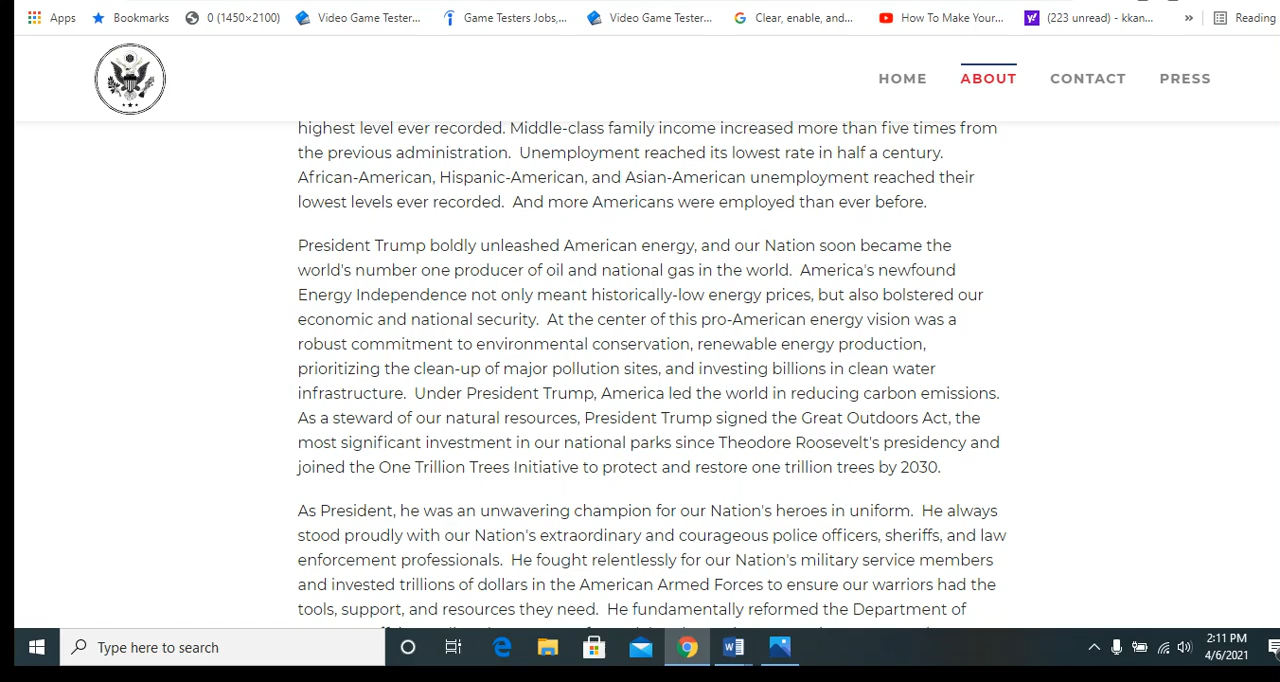 Apps Bookmarks 0 (1450×2100) Video Game Tester... Game Testers Jobs,... Video Game Tester... Clear, enable, and... How To Make Your... (223 unread) - kkan... » Reading
HOME ABOUT CONTACT PRESS
highest level ever recorded. Middle-class family income increased more than five times from
the previous administration. Unemployment reached its lowest rate in half a century.
African-American, Hispanic-American, and Asian-American unemployment reached their
lowest levels ever recorded. And more Americans were employed than ever before.
President Trump boldly unleashed American energy, and our Nation soon became the
world's number one producer of oil and national gas in the world. America's newfound
Energy Independence not only meant historically-low energy prices, but also bolstered our
economic and national security. At the center of this pro-American energy vision was a
robust commitment to environmental conservation, renewable energy production,
prioritizing the clean-up of major pollution sites, and investing billions in clean water
infrastructure. Under President Trump, America led the world in reducing carbon emissions.
As a steward of our natural resources, President Trump signed the Great Outdoors Act, the
most significant investment in our national parks since Theodore Roosevelt's presidency and
joined the One Trillion Trees Initiative to protect and restore one trillion trees by 2030.
As President, he was an unwavering champion for our Nation's heroes in uniform. He always
stood proudly with our Nation's extraordinary and courageous police officers, sheriffs, and law
enforcement professionals. He fought relentlessly for our Nation's military service members
and invested trillions of dollars in the American Armed Forces to ensure our warriors had the
tools, support, and resources they need. He fundamentally reformed the Department of
Type here to search
2:11 PM
4/6/2021